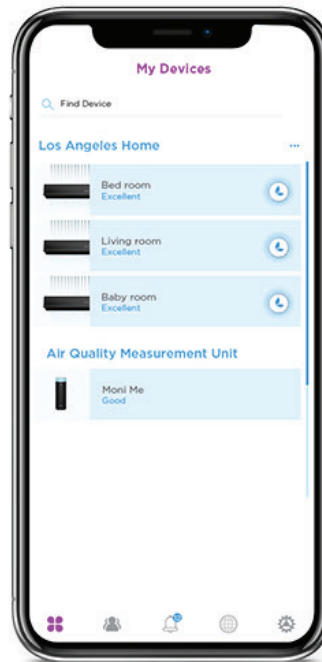 My Devices
Find Device
Los Angeles Home
Bed room
Excellent
Living room
Excellent
Baby room
Excellent
Air Quality Measurement Unit
Moni Me
Good